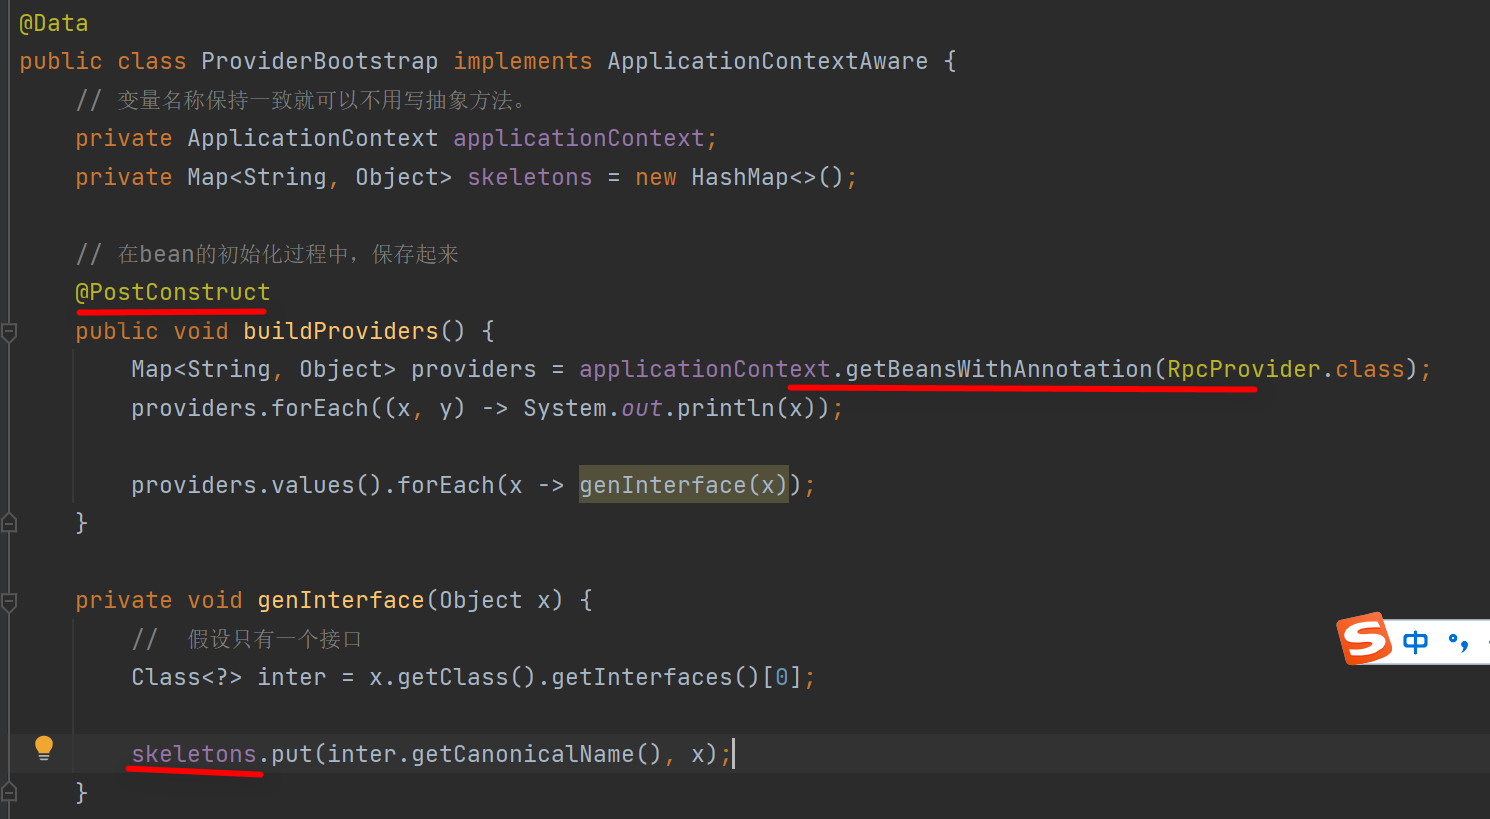 @Data
public class ProviderBootstrap implements ApplicationContextAware {
// 变量名称保持一致就可以不用写抽象方法。
private ApplicationContext applicationContext;
private Map<String, Object> skeletons = new HashMap<>();
// 在bean的初始化过程中，保存起来
@PostConstruct
public void buildProviders() {
Map<String, Object> providers = applicationContext.getBeansWithAnnotation(RpcProvider.class);
providers.forEach((x, y) -> System.out.println(x));
providers.values().forEach(x -> genInterface(x));
}
private void genInterface(Object x) {
// 假设只有一个接口
Class<?> inter = x.getClass().getInterfaces()[0];
S 中 °，
skeletons.put(inter.getCanonicalName(), x);
}